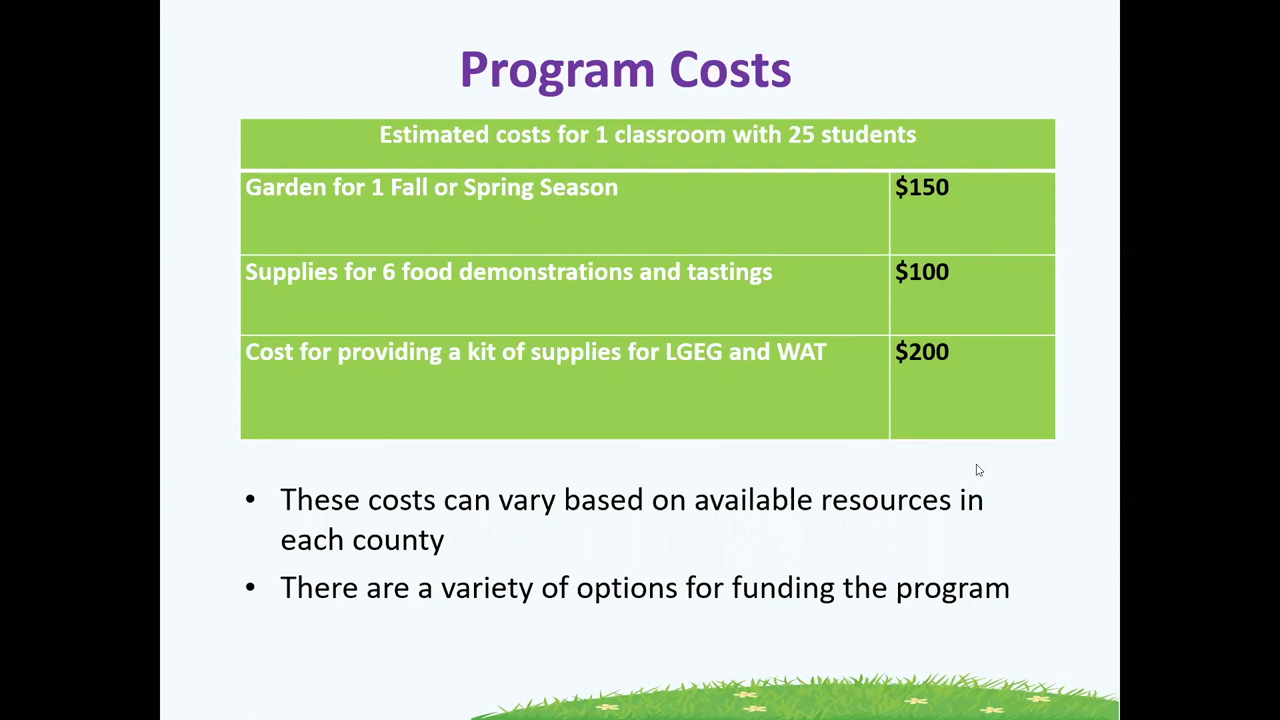 Program Costs
Estimated costs for 1 classroom with 25 students
Garden for 1 Fall or Spring Season $150
Supplies for 6 food demonstrations and tastings $100
Cost for providing a kit of supplies for LGEG and WAT $200
• These costs can vary based on available resources in
each county
• There are a variety of options for funding the program